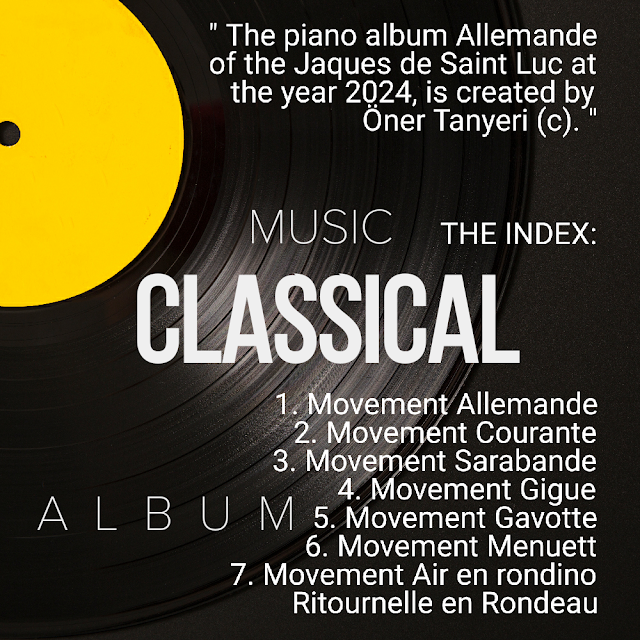 " The piano album Allemande
of the Jaques de Saint Luc at
the year 2024, is created by
Öner Tanyeri (c). "
MUSIC
THE INDEX:
CLASSICAL
1. Movement Allemande
2. Movement Courante
3. Movement Sarabande
4. Movement Gigue
ALBUM
5. Movement Gavotte
6. Movement Menuett
7. Movement Air en rondino
Ritournelle en Rondeau